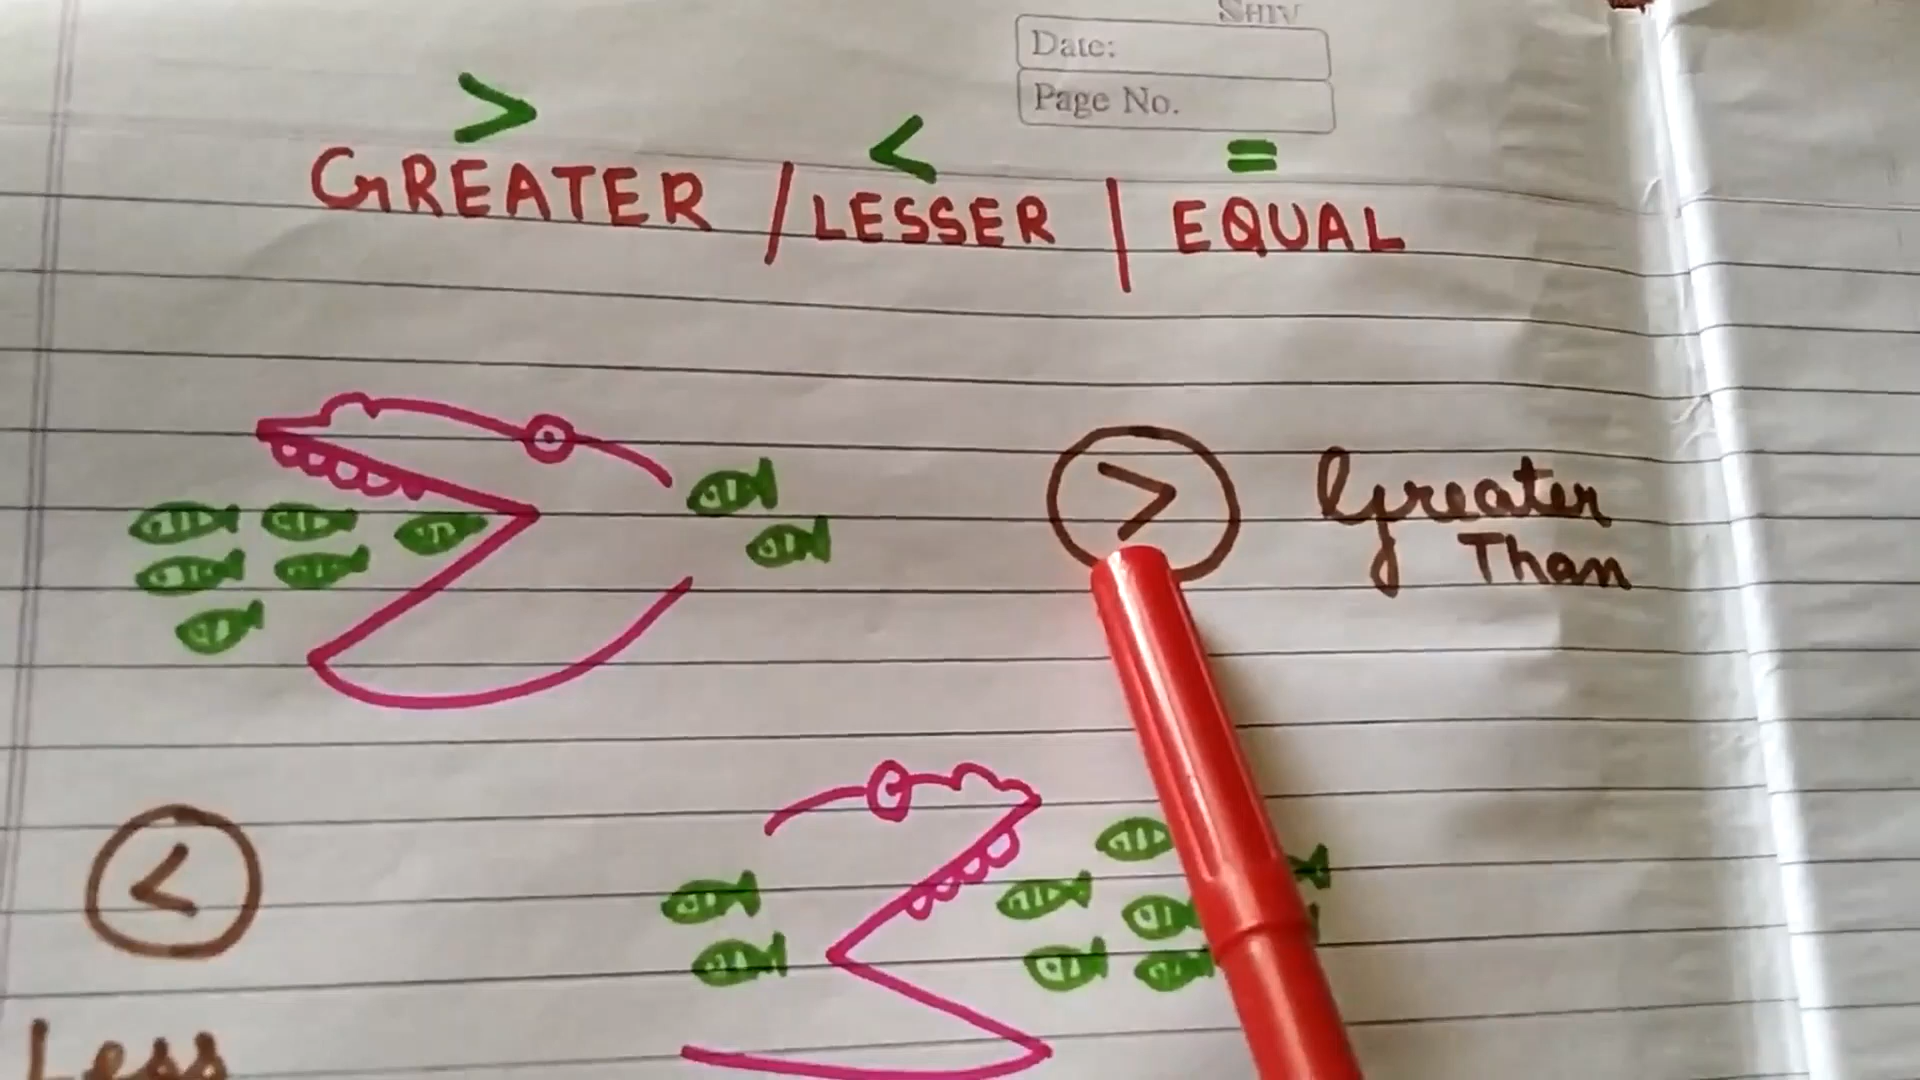 SHIV
Date:
Page No.
> < =
GREATER / LESSER | EQUAL
> Greater
Than
<
Less